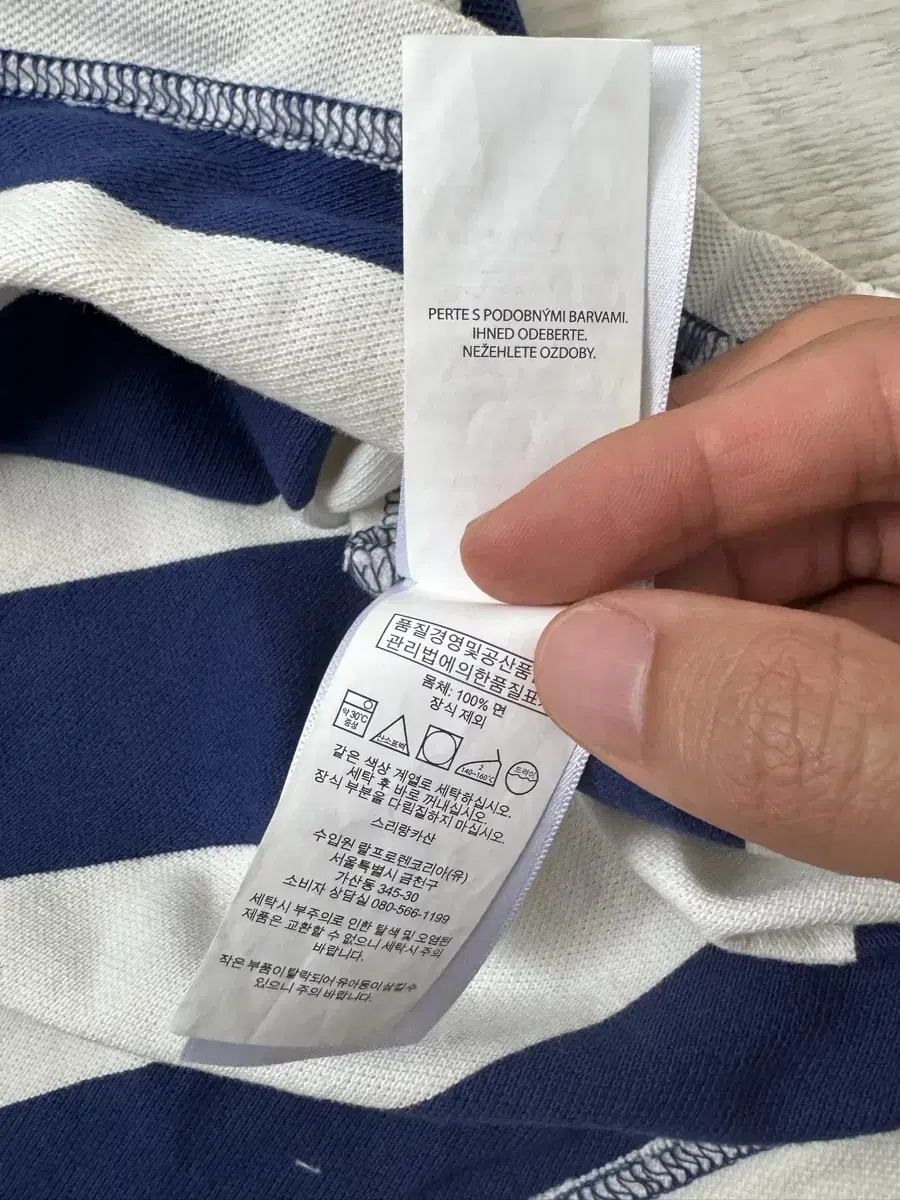 PERTE S PODOBNÝMI BARVAMI.
IHNED ODEBERTE.
NEŽEHLETE OZDOBY.
품질경영및공산품
관리법에의한품질표
몸체: 100% 면
장식 제외
약 30℃
중성
산소표백
2
140~160℃
드라이
같은 색상 계열로 세탁하십시오.
세탁 후 바로 꺼내십시오.
장식 부분을 다림질하지 마십시오.
스리랑카산
수입원 랄프로렌코리아(유)
서울특별시 금천구
가산동 345-30
소비자 상담실 080-566-1199
세탁시 부주의로 인한 탈색 및 오염된
제품은 교환할 수 없으니 세탁시 주의
바랍니다.
작은 부품이 탈락되어 유아동이 삼킬 수
있으니 주의 바랍니다.